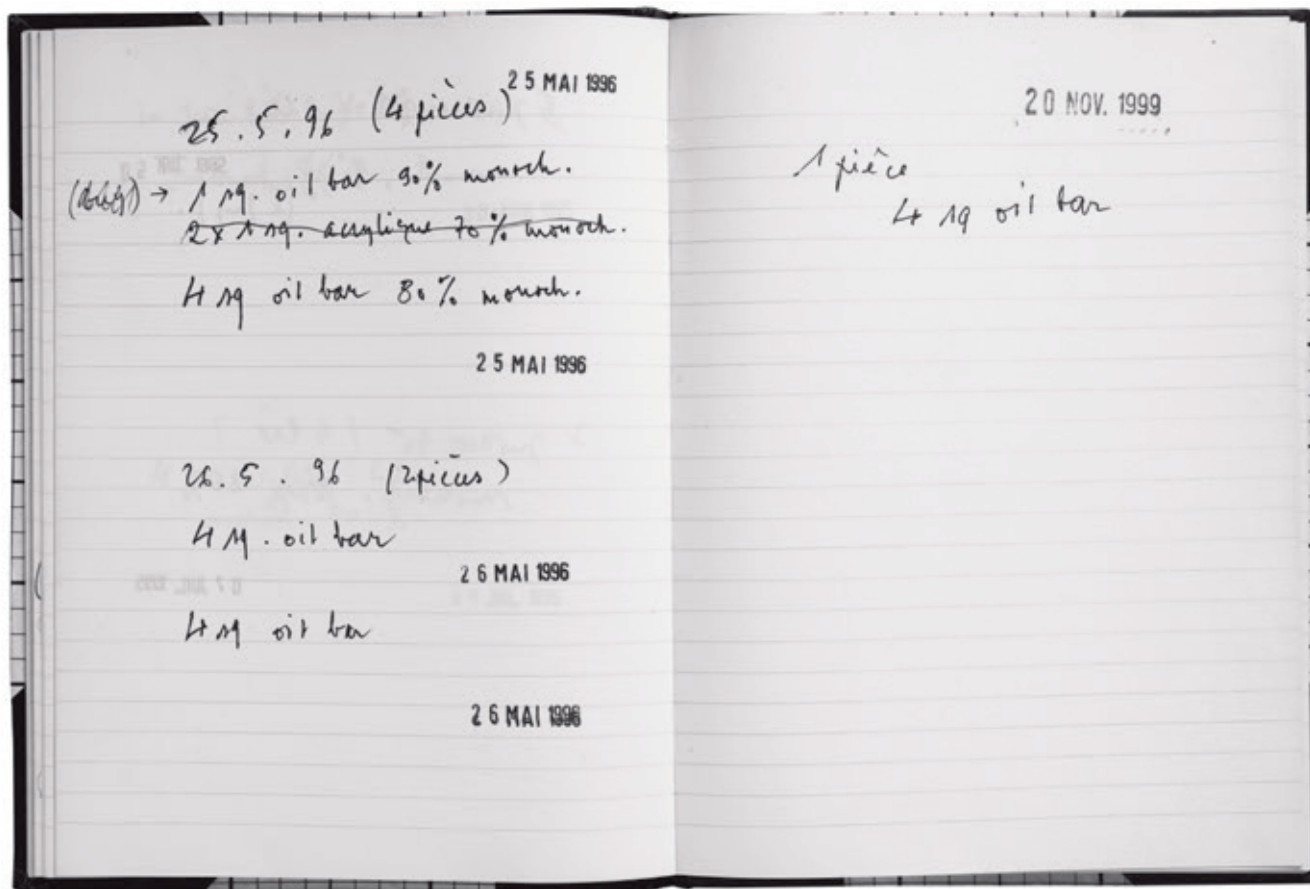 25 MAI 1996
25.5.96 (4 pièces)
→ 1 sq. oil bar 90% monoch.
2x 1 sq. acrylique 70% monoch.
4 sq oil bar 80% monoch.
25 MAI 1996
26.5.96 (2 pièces)
4 sq. oil bar
26 MAI 1996
4 sq oil bar
26 MAI 1996
20 NOV. 1999
1 pièce
4 sq oil bar